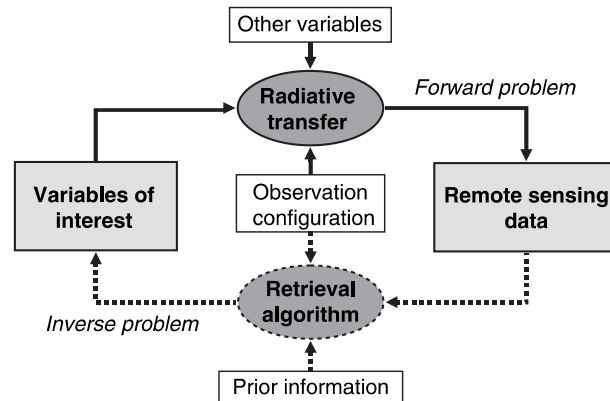 Other variables
Radiative
transfer
Forward problem
Variables of
interest
Observation
configuration
Remote sensing
data
Retrieval
algorithm
Inverse problem
Prior information